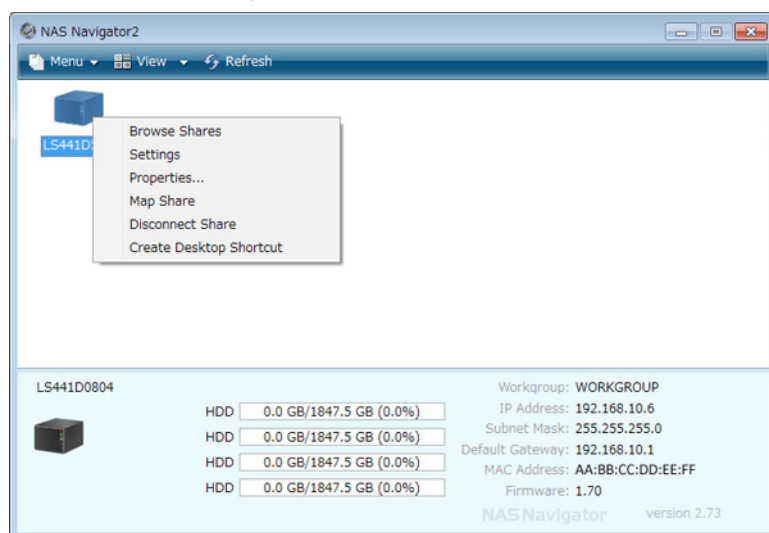 NAS Navigator2
Menu View Refresh
LS441D
Browse Shares
Settings
Properties...
Map Share
Disconnect Share
Create Desktop Shortcut
LS441D0804
HDD 0.0 GB/1847.5 GB (0.0%)
HDD 0.0 GB/1847.5 GB (0.0%)
HDD 0.0 GB/1847.5 GB (0.0%)
HDD 0.0 GB/1847.5 GB (0.0%)
Workgroup: WORKGROUP
IP Address: 192.168.10.6
Subnet Mask: 255.255.255.0
Default Gateway: 192.168.10.1
MAC Address: AA:BB:CC:DD:EE:FF
Firmware: 1.70
NAS Navigator version 2.73